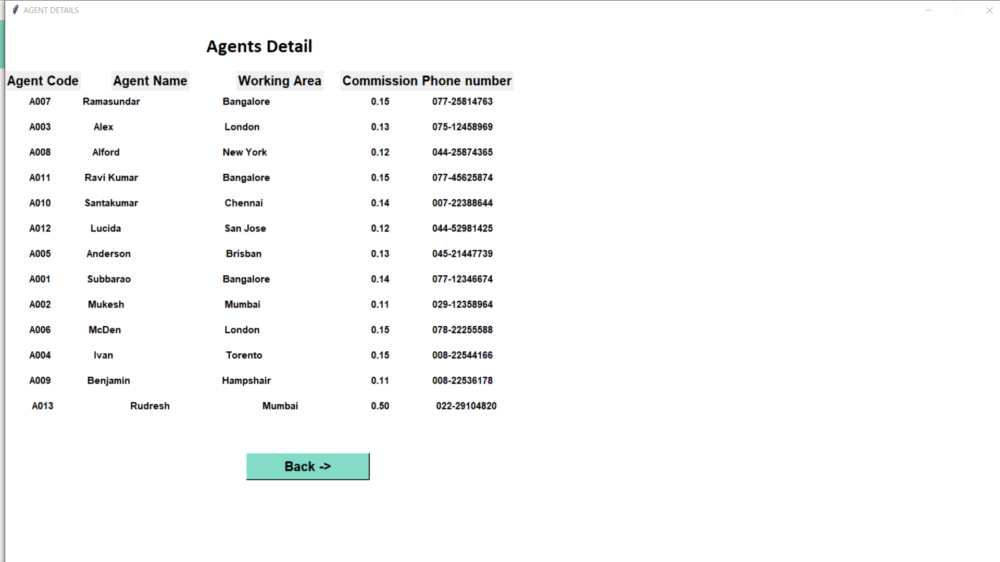 AGENT DETAILS
Agents Detail
Agent Code Agent Name Working Area Commission Phone number
A007 Ramasundar Bangalore 0.15 077-25814763
A003 Alex London 0.13 075-12458969
A008 Alford New York 0.12 044-25874365
A011 Ravi Kumar Bangalore 0.15 077-45625874
A010 Santakumar Chennai 0.14 007-22388644
A012 Lucida San Jose 0.12 044-52981425
A005 Anderson Brisban 0.13 045-21447739
A001 Subbarao Bangalore 0.14 077-12346674
A002 Mukesh Mumbai 0.11 029-12358964
A006 McDen London 0.15 078-22255588
A004 Ivan Torento 0.15 008-22544166
A009 Benjamin Hampshair 0.11 008-22536178
A013 Rudresh Mumbai 0.50 022-29104820
Back ->